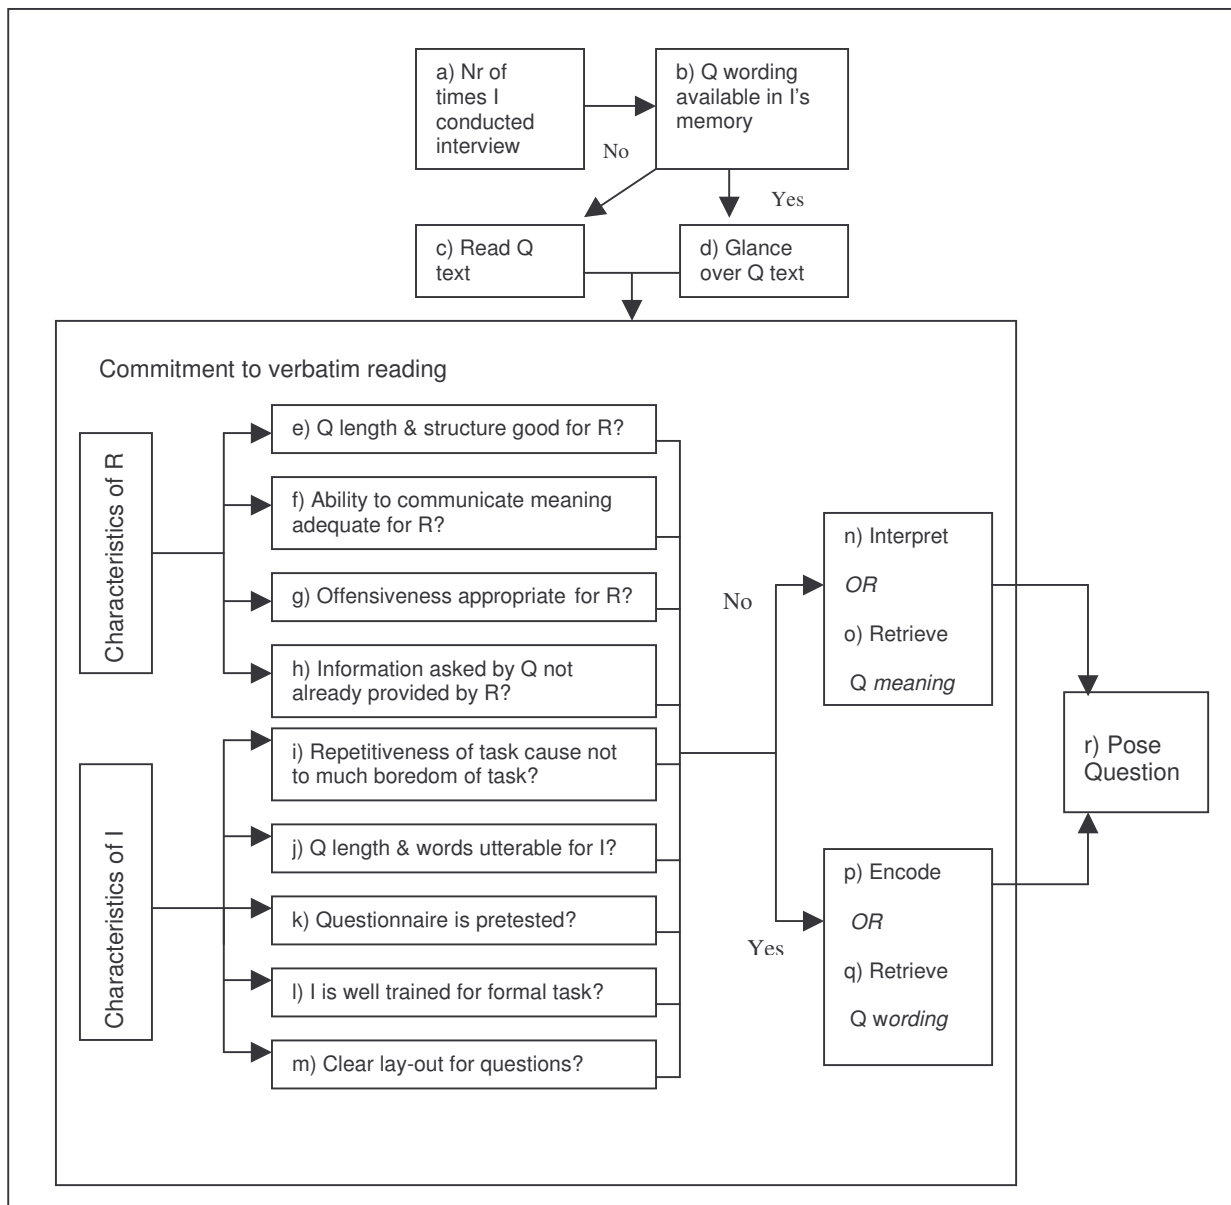 a) Nr of
times I
conducted
interview
b) Q wording
available in I's
memory
No
Yes
c) Read Q
text
d) Glance
over Q text
Commitment to verbatim reading
Characteristics of R
e) Q length & structure good for R?
f) Ability to communicate meaning
adequate for R?
g) Offensiveness appropriate for R?
h) Information asked by Q not
already provided by R?
Characteristics of I
i) Repetitiveness of task cause not
to much boredom of task?
j) Q length & words utterable for I?
k) Questionnaire is pretested?
l) I is well trained for formal task?
m) Clear lay-out for questions?
No
Yes
n) Interpret
OR
o) Retrieve
Q meaning
p) Encode
OR
q) Retrieve
Q wording
r) Pose
Question